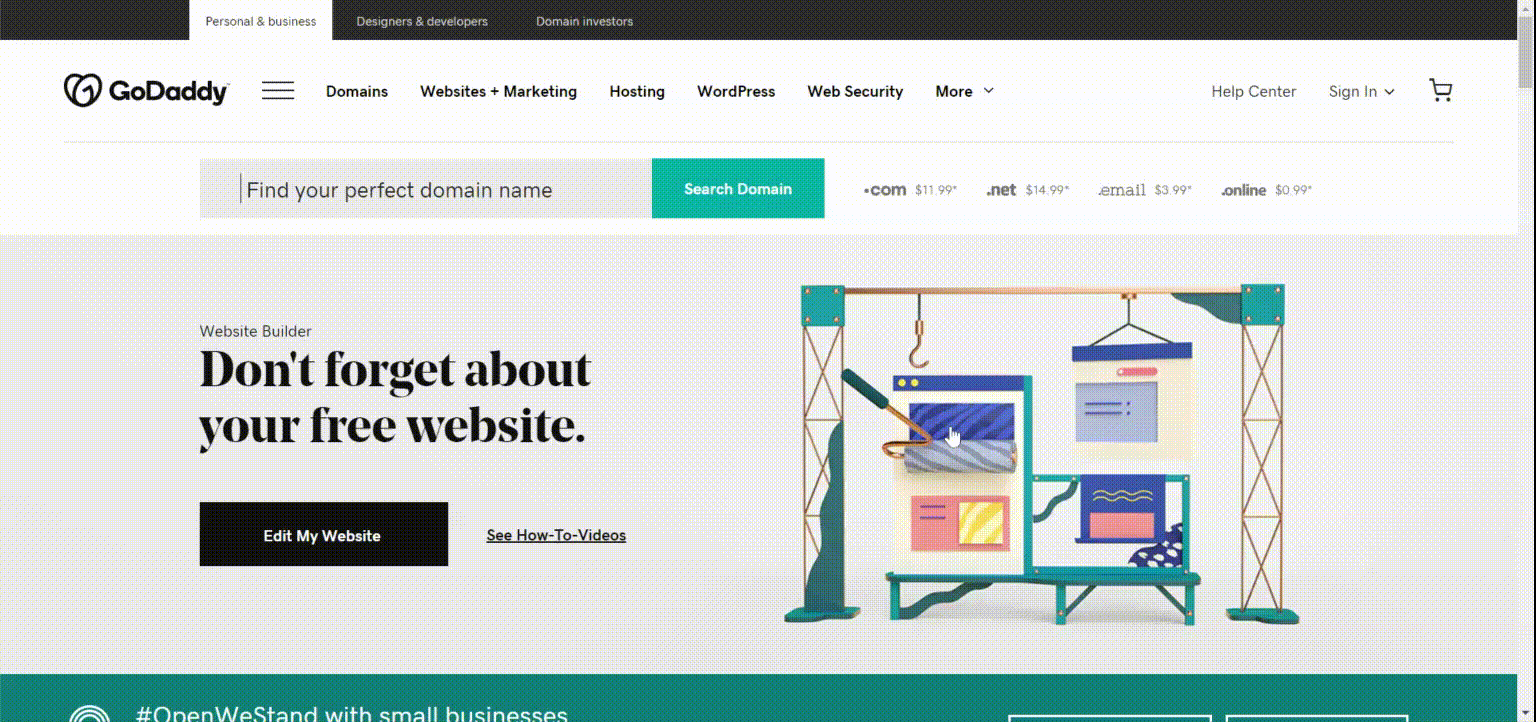 Personal & business
Designers & developers
Domain investors
GoDaddy
Domains
Websites + Marketing
Hosting
WordPress
Web Security
More
Help Center
Sign In
Find your perfect domain name
Search Domain
.com $11.99*
.net $14.99*
.email $3.99*
.online $0.99*
Website Builder
Don't forget about
your free website.
Edit My Website
See How-To-Videos
#OpenWeStand with small businesses